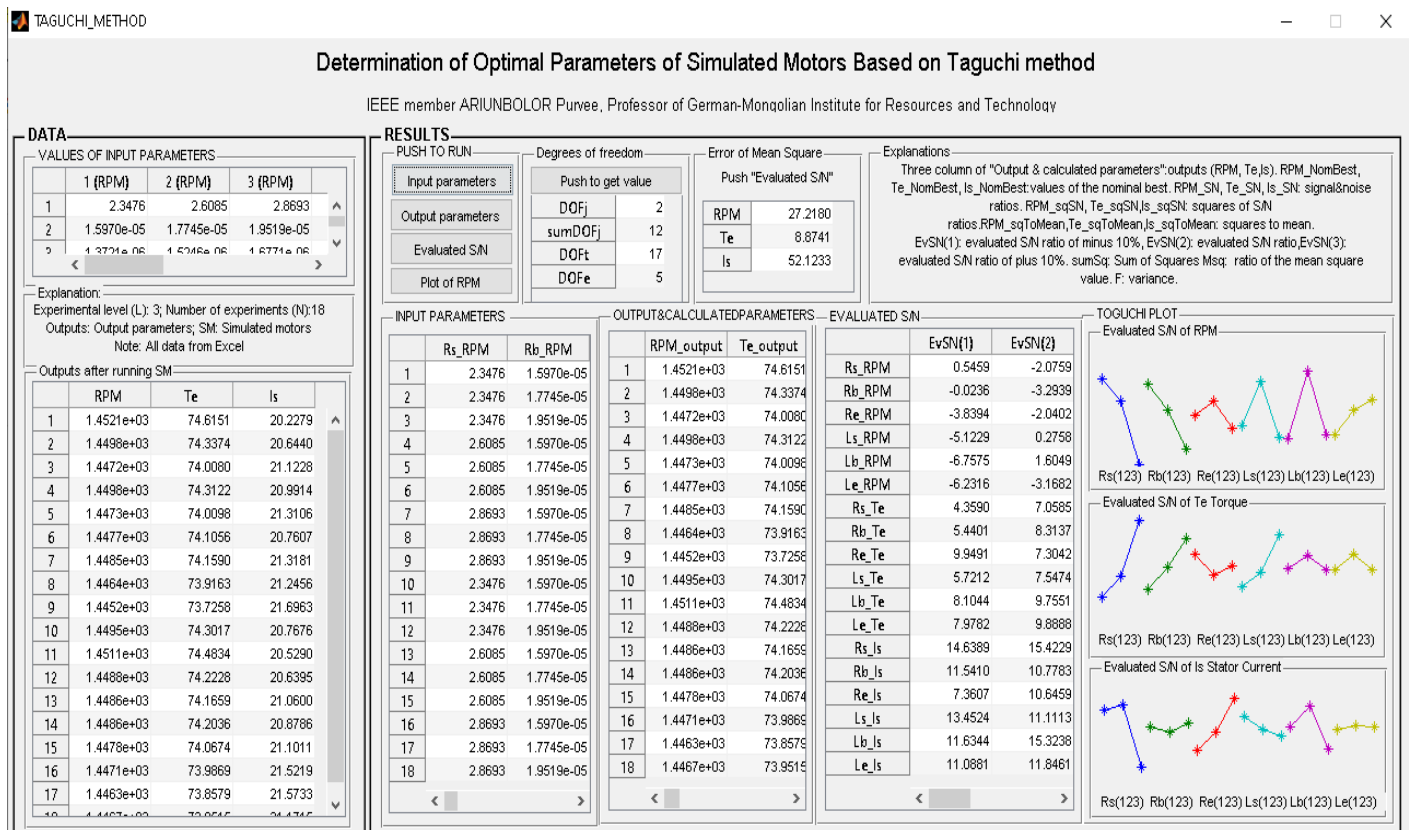 TAGUCHI_METHOD
Determination of Optimal Parameters of Simulated Motors Based on Taguchi method
IEEE member ARIUNBOLOR Purvee, Professor of German-Mongolian Institute for Resources and Technology
DATA
VALUES OF INPUT PARAMETERS
1 (RPM) 2 (RPM) 3 (RPM)
1 2.3476 2.6085 2.8693
2 1.5970e-05 1.7745e-05 1.9519e-05
Explanation:
Experimental level (L): 3; Number of experiments (N):18
Outputs: Output parameters; SM: Simulated motors
Note: All data from Excel
Outputs after running SM
RPM Te Is
1 1.4521e+03 74.6151 20.2279
2 1.4498e+03 74.3374 20.6440
3 1.4472e+03 74.0080 21.1228
4 1.4498e+03 74.3122 20.9914
5 1.4473e+03 74.0098 21.3106
6 1.4477e+03 74.1056 20.7607
7 1.4485e+03 74.1590 21.3181
8 1.4464e+03 73.9163 21.2456
9 1.4452e+03 73.7258 21.6963
10 1.4495e+03 74.3017 20.7676
11 1.4511e+03 74.4834 20.5290
12 1.4488e+03 74.2228 20.6395
13 1.4486e+03 74.1659 21.0600
14 1.4486e+03 74.2036 20.8786
15 1.4478e+03 74.0674 21.1011
16 1.4471e+03 73.9869 21.5219
17 1.4463e+03 73.8579 21.5733
RESULTS
PUSH TO RUN
Input parameters
Output parameters
Evaluated S/N
Plot of RPM
Degrees of freedom
Push to get value
DOFj 2
sumDOFj 12
DOFt 17
DOFe 5
Error of Mean Square
Push "Evaluated S/N"
RPM 27.2180
Te 8.8741
Is 52.1233
Explanations
Three column of "Output & calculated parameters":outputs (RPM, Te,Is). RPM_NomBest,
Te_NomBest, Is_NomBest:values of the nominal best. RPM_SN, Te_SN, Is_SN: signal&noise
ratios. RPM_sqSN, Te_sqSN,Is_sqSN: squares of S/N
ratios.RPM_sqToMean,Te_sqToMean,Is_sqToMean: squares to mean.
EvSN(1): evaluated S/N ratio of minus 10%, EvSN(2): evaluated S/N ratio,EvSN(3):
evaluated S/N ratio of plus 10%. sumSq: Sum of Squares Msq: ratio of the mean square
value. F: variance.
INPUT PARAMETERS
Rs_RPM Rb_RPM
1 2.3476 1.5970e-05
2 2.3476 1.7745e-05
3 2.3476 1.9519e-05
4 2.6085 1.5970e-05
5 2.6085 1.7745e-05
6 2.6085 1.9519e-05
7 2.8693 1.5970e-05
8 2.8693 1.7745e-05
9 2.8693 1.9519e-05
10 2.3476 1.5970e-05
11 2.3476 1.7745e-05
12 2.3476 1.9519e-05
13 2.6085 1.5970e-05
14 2.6085 1.7745e-05
15 2.6085 1.9519e-05
16 2.8693 1.5970e-05
17 2.8693 1.7745e-05
18 2.8693 1.9519e-05
OUTPUT&CALCULATEDPARAMETERS
RPM_output Te_output
1 1.4521e+03 74.6151
2 1.4498e+03 74.3374
3 1.4472e+03 74.0080
4 1.4498e+03 74.3122
5 1.4473e+03 74.0098
6 1.4477e+03 74.1056
7 1.4485e+03 74.1590
8 1.4464e+03 73.9163
9 1.4452e+03 73.7258
10 1.4495e+03 74.3017
11 1.4511e+03 74.4834
12 1.4488e+03 74.2228
13 1.4486e+03 74.1659
14 1.4486e+03 74.2036
15 1.4478e+03 74.0674
16 1.4471e+03 73.9869
17 1.4463e+03 73.8579
18 1.4467e+03 73.9515
EVALUATED S/N
EvSN(1) EvSN(2)
Rs_RPM 0.5459 -2.0759
Rb_RPM -0.0236 -3.2939
Re_RPM -3.8394 -2.0402
Ls_RPM -5.1229 0.2758
Lb_RPM -6.7575 1.6049
Le_RPM -6.2316 -3.1682
Rs_Te 4.3590 7.0585
Rb_Te 5.4401 8.3137
Re_Te 9.9491 7.3042
Ls_Te 5.7212 7.5474
Lb_Te 8.1044 9.7551
Le_Te 7.9782 9.8888
Rs_Is 14.6389 15.4229
Rb_Is 11.5410 10.7783
Re_Is 7.3607 10.6459
Ls_Is 13.4524 11.1113
Lb_Is 11.6344 15.3238
Le_Is 11.0881 11.8461
TOGUCHI PLOT
Evaluated S/N of RPM
Rs(123) Rb(123) Re(123) Ls(123) Lb(123) Le(123)
Evaluated S/N of Te Torque
Rs(123) Rb(123) Re(123) Ls(123) Lb(123) Le(123)
Evaluated S/N of Is Stator Current
Rs(123) Rb(123) Re(123) Ls(123) Lb(123) Le(123)